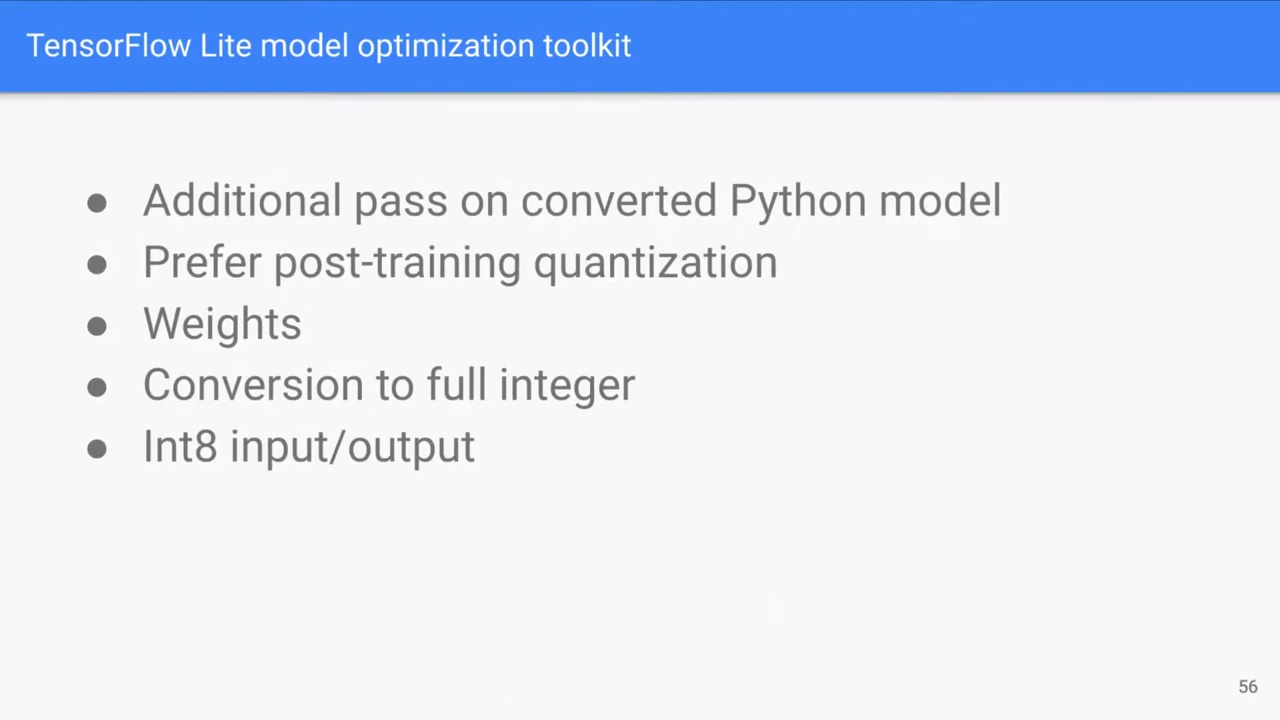 TensorFlow Lite model optimization toolkit
● Additional pass on converted Python model
● Prefer post-training quantization
● Weights
● Conversion to full integer
● Int8 input/output
56